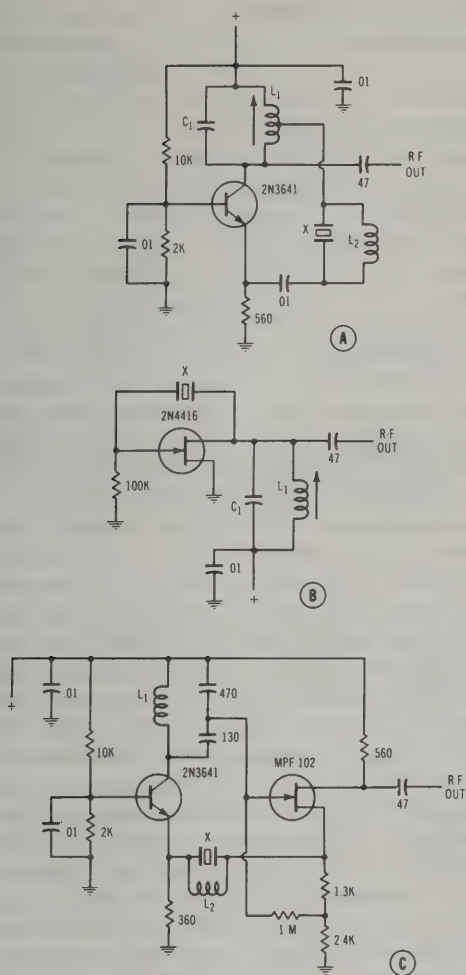 +
L1
01
C1
10K
RF
OUT
47
2N3641
X
L2
01
2K
01
560
A
X
2N4416
RF
OUT
47
100K
C1
L1
01
+
B
+
.01
L1
470
10K
130
560
2N3641
MPF 102
RF
OUT
47
01
2K
X
L2
1.3K
360
1 M
2 4K
C